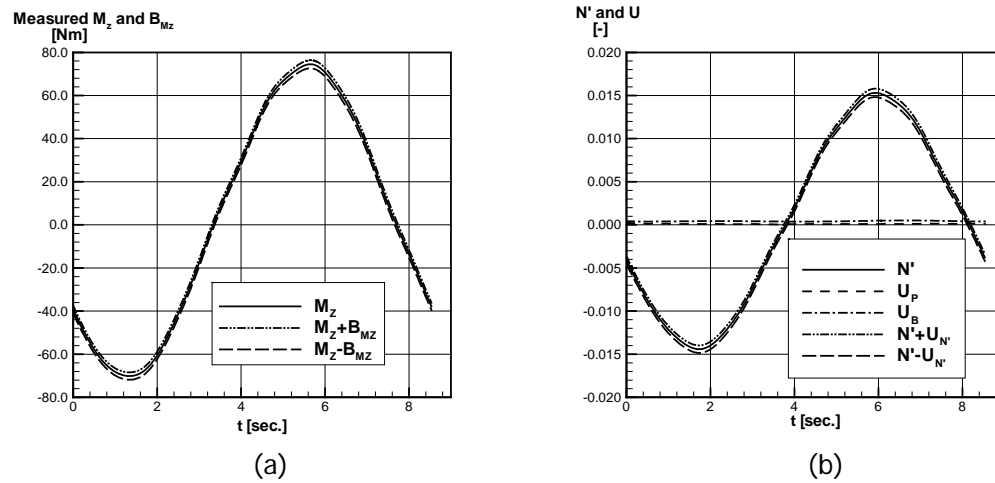 Measured M_z and B_Mz
[Nm]
80.0
60.0
40.0
20.0
0.0
-20.0
-40.0
-60.0
-80.0
0
2
4
6
8
t [sec.]
M_Z
M_Z+B_MZ
M_Z-B_MZ
(a)
N' and U
[-]
0.020
0.015
0.010
0.005
0.000
-0.005
-0.010
-0.015
-0.020
0
2
4
6
8
t [sec.]
N'
U_P
U_B
N'+U_N'
N'-U_N'
(b)